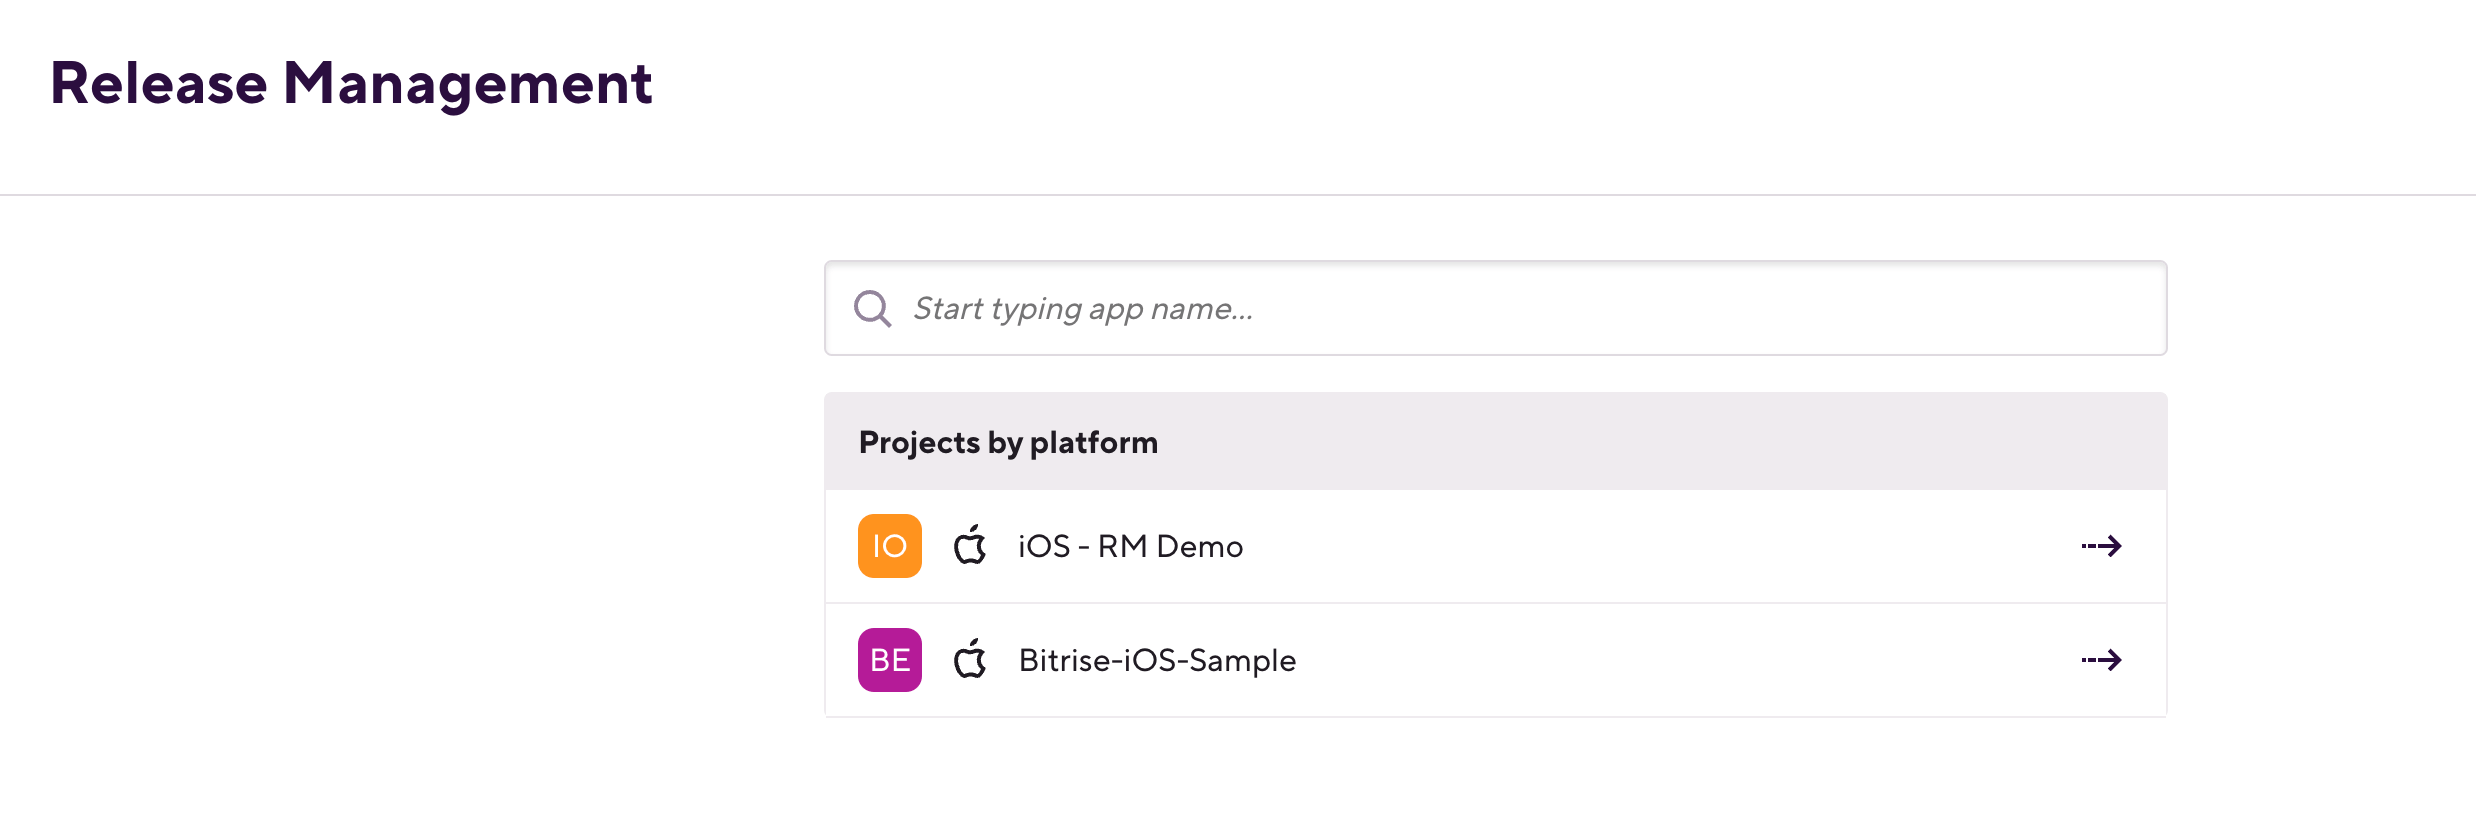 Release Management
Start typing app name...
Projects by platform
IO iOS - RM Demo
BE Bitrise-iOS-Sample